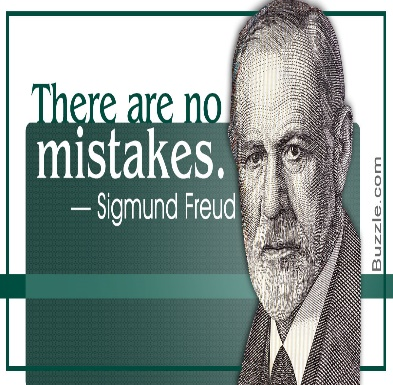 There are no
mistakes.
— Sigmund Freud
Buzzle.com